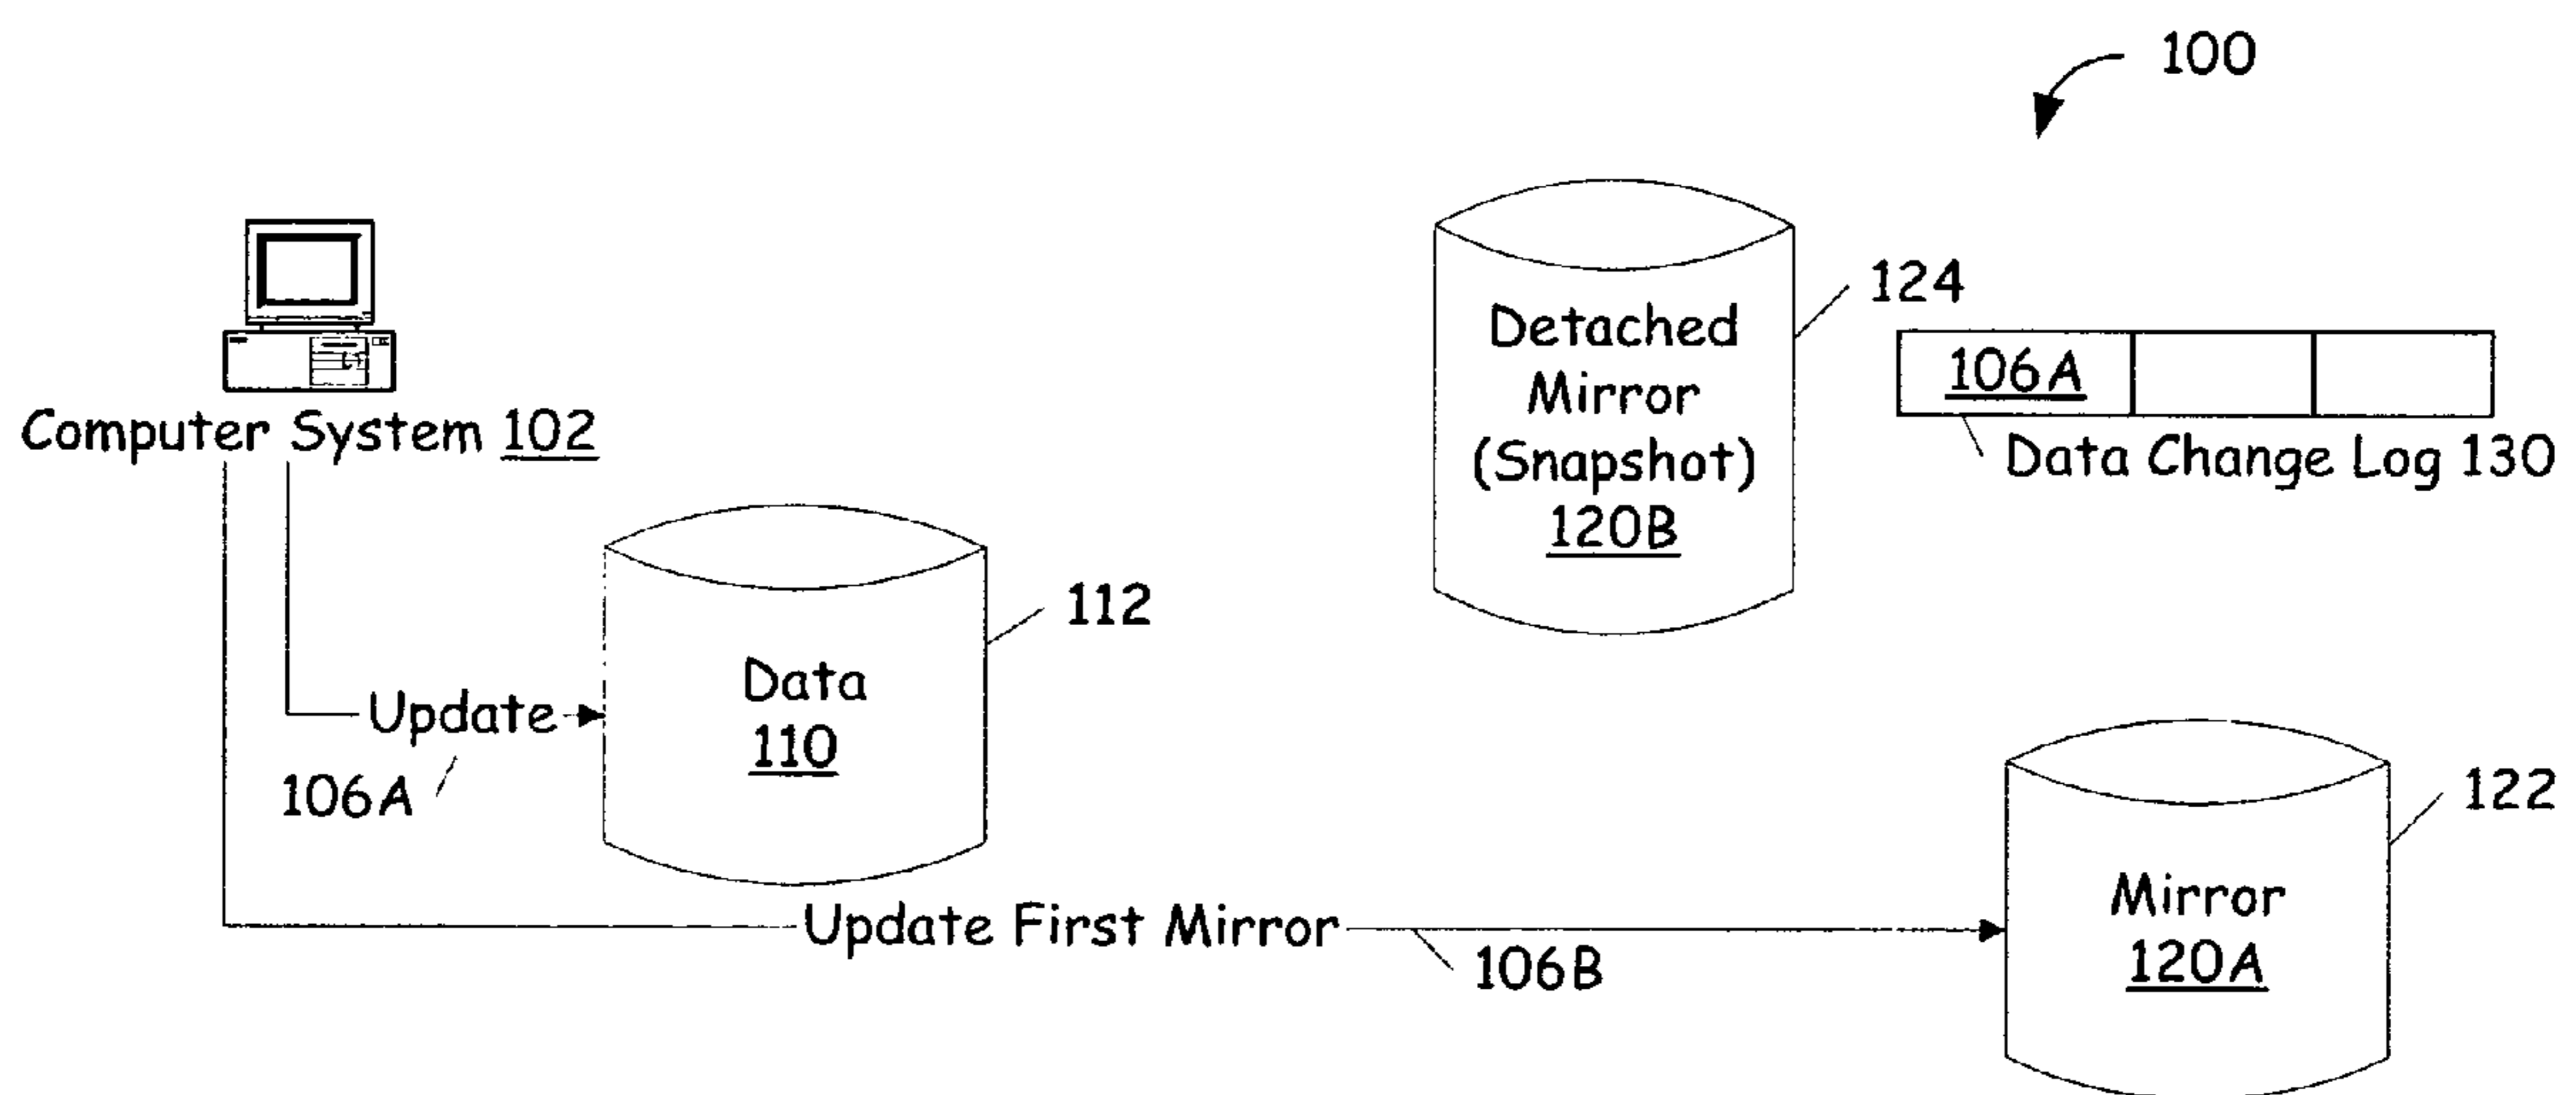 100
124
Detached
Mirror
(Snapshot)
120B
106A
Data Change Log 130
Computer System 102
112
Data
110
Update
106A
122
Mirror
120A
Update First Mirror
106B